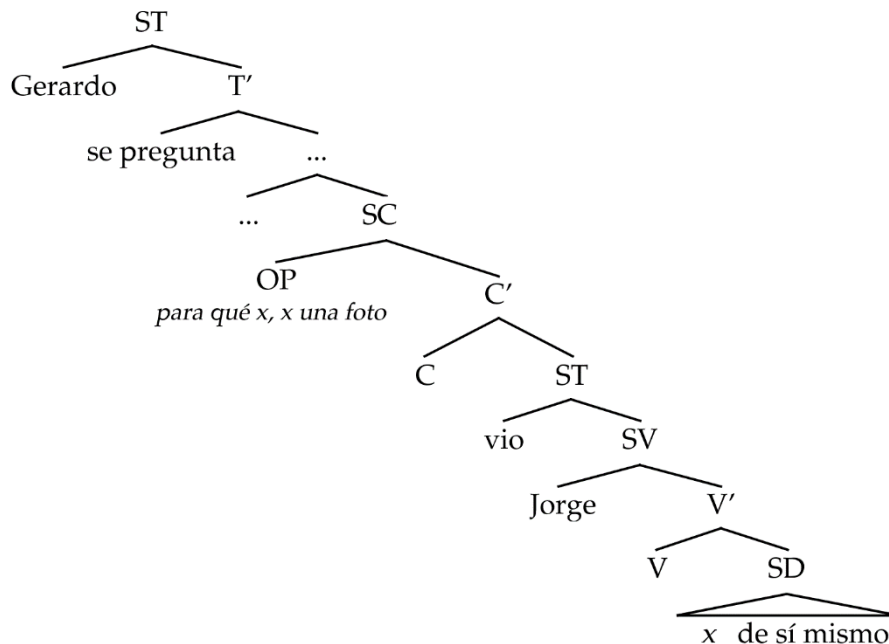 ST
Gerardo T′
se pregunta ...
... SC
OP C′
para qué x, x una foto
C ST
vio SV
Jorge V′
V SD
x de sí mismo